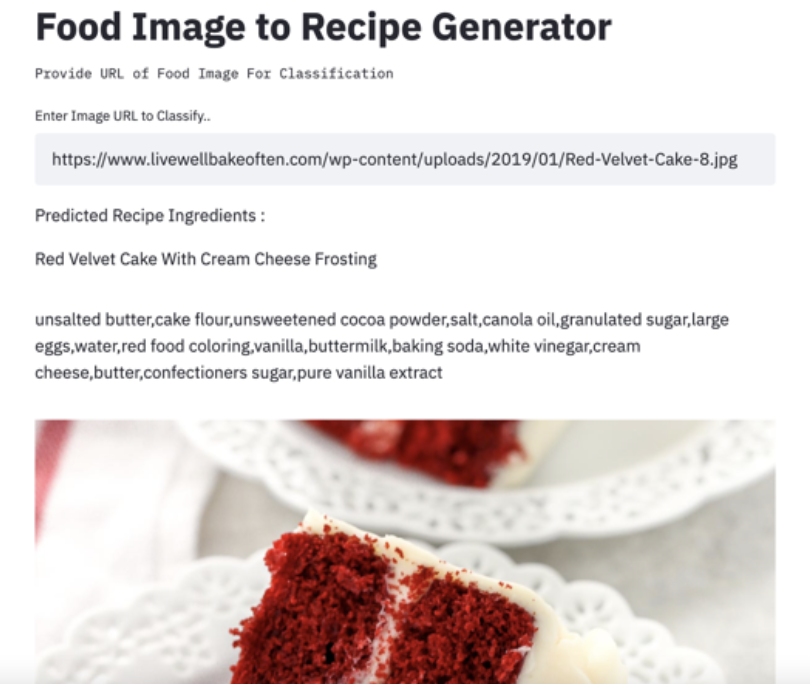 Food Image to Recipe Generator
Provide URL of Food Image For Classification
Enter Image URL to Classify..
https://www.livewellbakeoften.com/wp-content/uploads/2019/01/Red-Velvet-Cake-8.jpg
Predicted Recipe Ingredients :
Red Velvet Cake With Cream Cheese Frosting
unsalted butter,cake flour,unsweetened cocoa powder,salt,canola oil,granulated sugar,large
eggs,water,red food coloring,vanilla,buttermilk,baking soda,white vinegar,cream
cheese,butter,confectioners sugar,pure vanilla extract